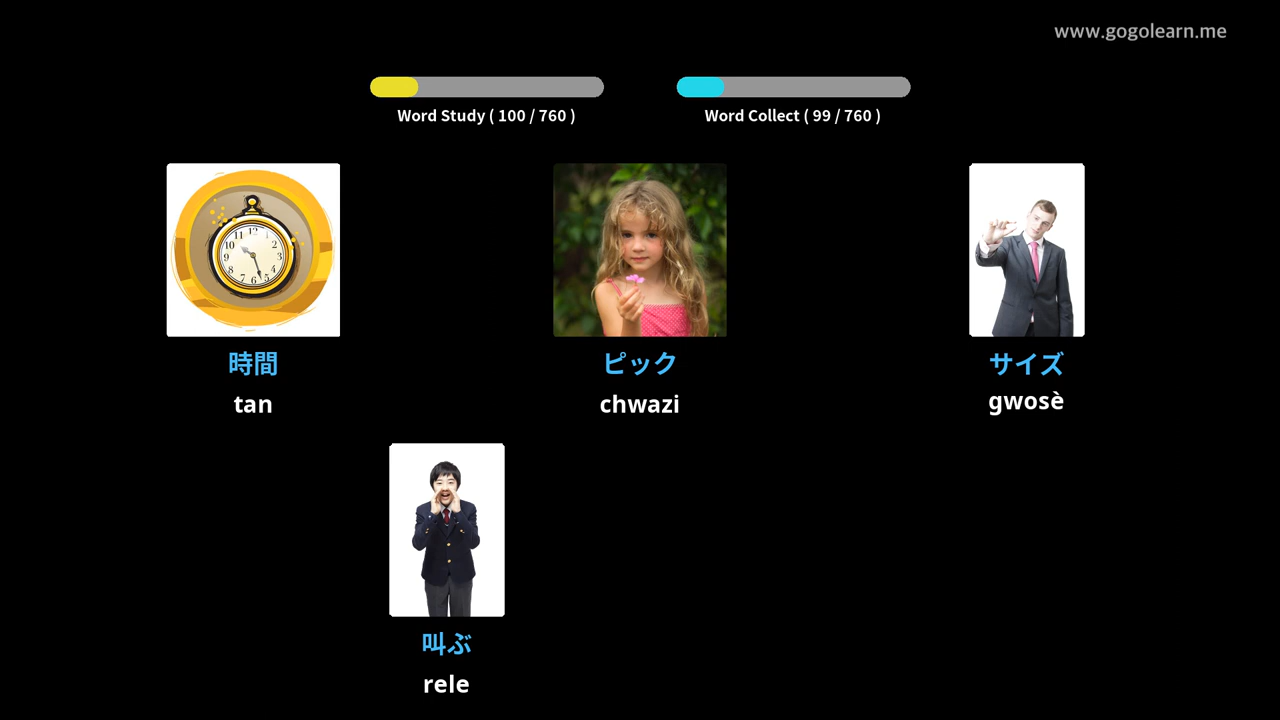 www.gogolearn.me
Word Study ( 100 / 760 )
Word Collect ( 99 / 760 )
時間
tan
ピック
chwazi
サイズ
gwosè
叫ぶ
rele